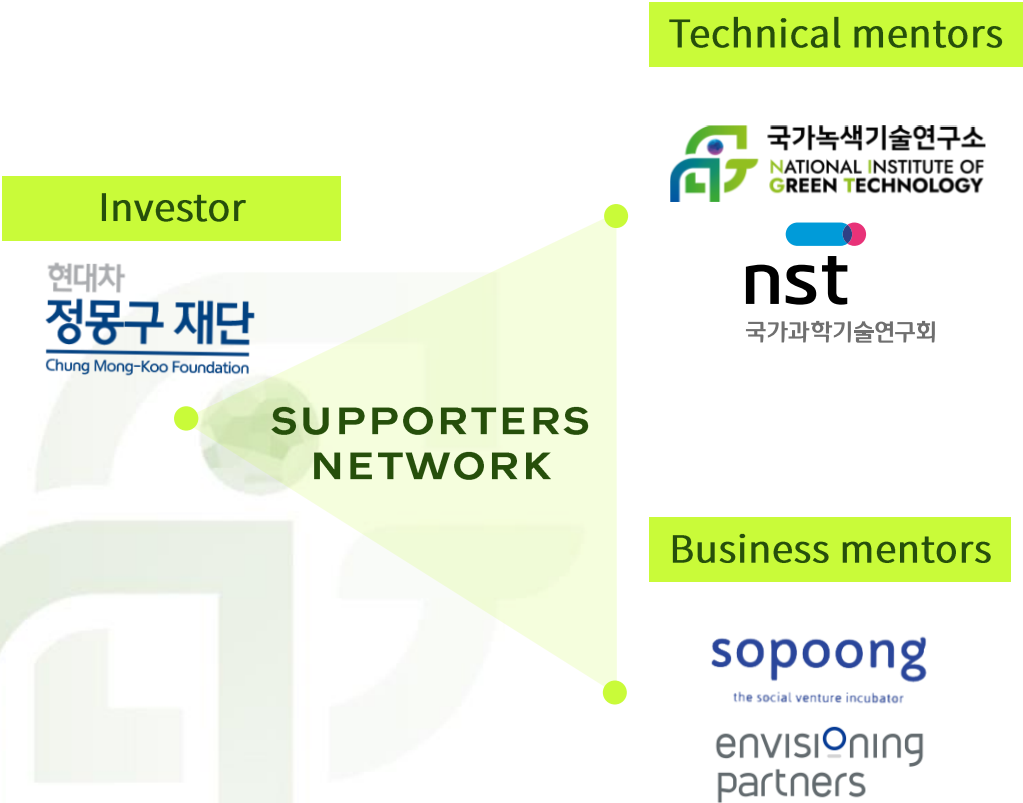 Technical mentors
국가녹색기술연구소
NATIONAL INSTITUTE OF
GREEN TECHNOLOGY
nst
국가과학기술연구회
Investor
현대차
정몽구 재단
Chung Mong-Koo Foundation
SUPPORTERS
NETWORK
Business mentors
sopoong
the social venture incubator
envisioning
partners